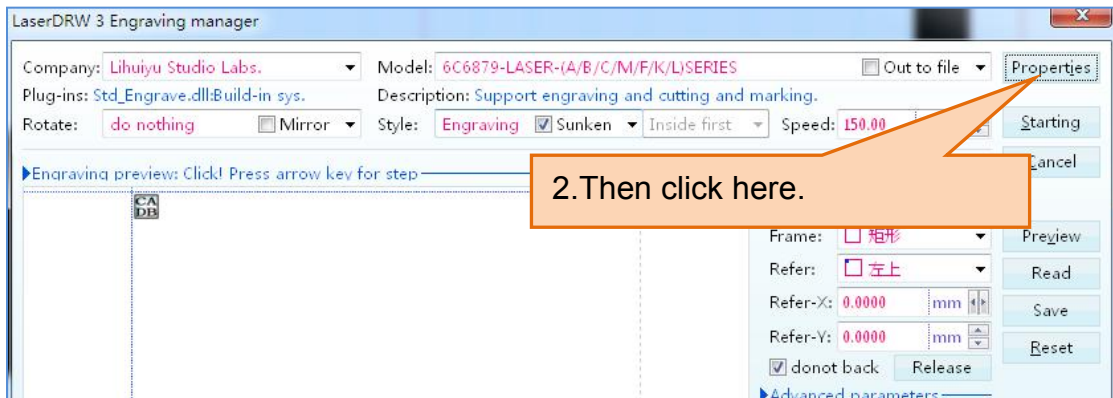 LaserDRW 3 Engraving manager
Company: Lihuiyu Studio Labs. Model: 6C6879-LASER-(A/B/C/M/F/K/L)SERIES Out to file Properties
Plug-ins: Std_Engrave.dll:Build-in sys. Description: Support engraving and cutting and marking.
Rotate: do nothing Mirror Style: Engraving Sunken Inside first Speed: 150.00 Starting
Cancel
Engraving preview: Click! Press arrow key for step
2.Then click here.
CA
DB
Frame: 矩形 Preview
Refer: 左上 Read
Refer-X: 0.0000 mm Save
Refer-Y: 0.0000 mm Reset
donot back Release
Advanced parameters